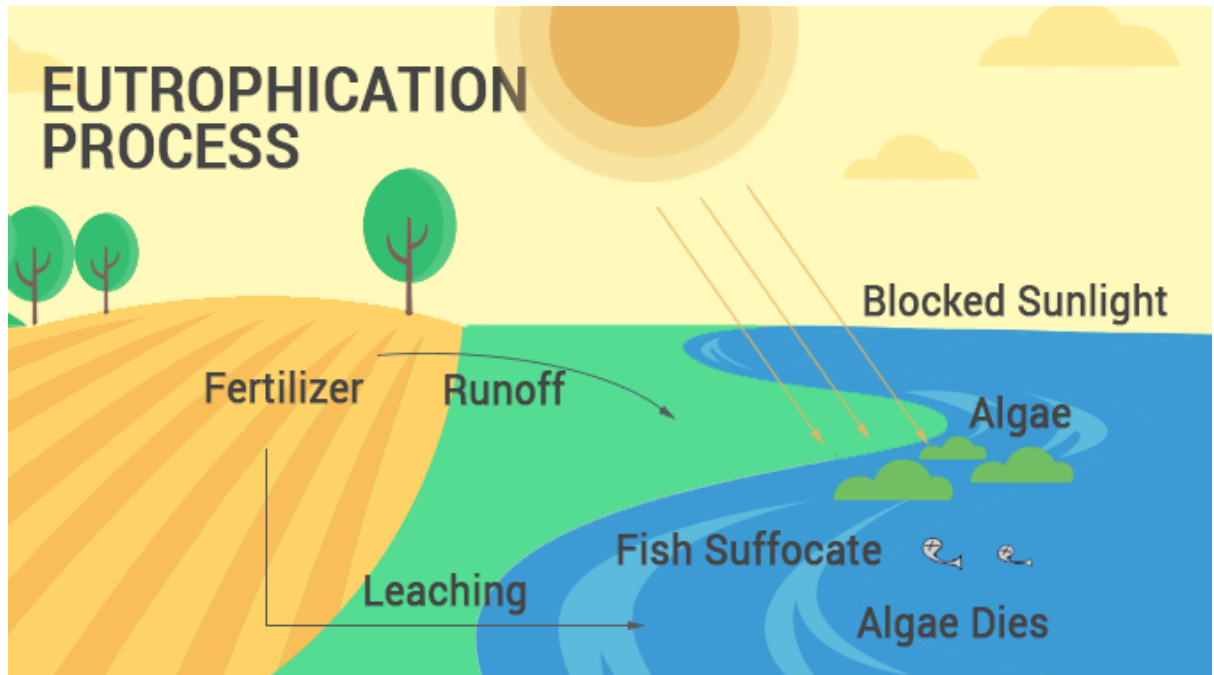 EUTROPHICATION
PROCESS
Blocked Sunlight
Fertilizer
Runoff
Algae
Fish Suffocate
Leaching
Algae Dies